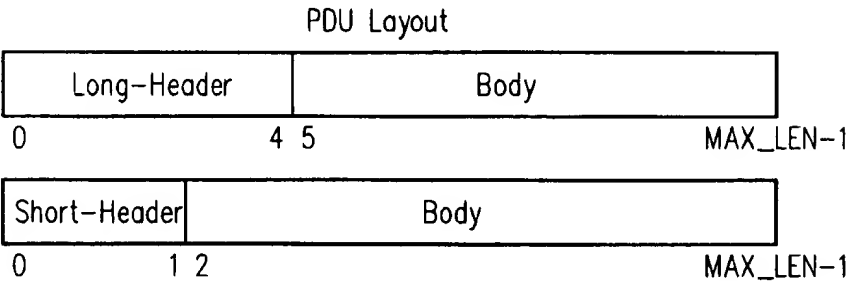 PDU Layout
Long-Header Body
0 4 5 MAX_LEN-1
Short-Header Body
0 1 2 MAX_LEN-1